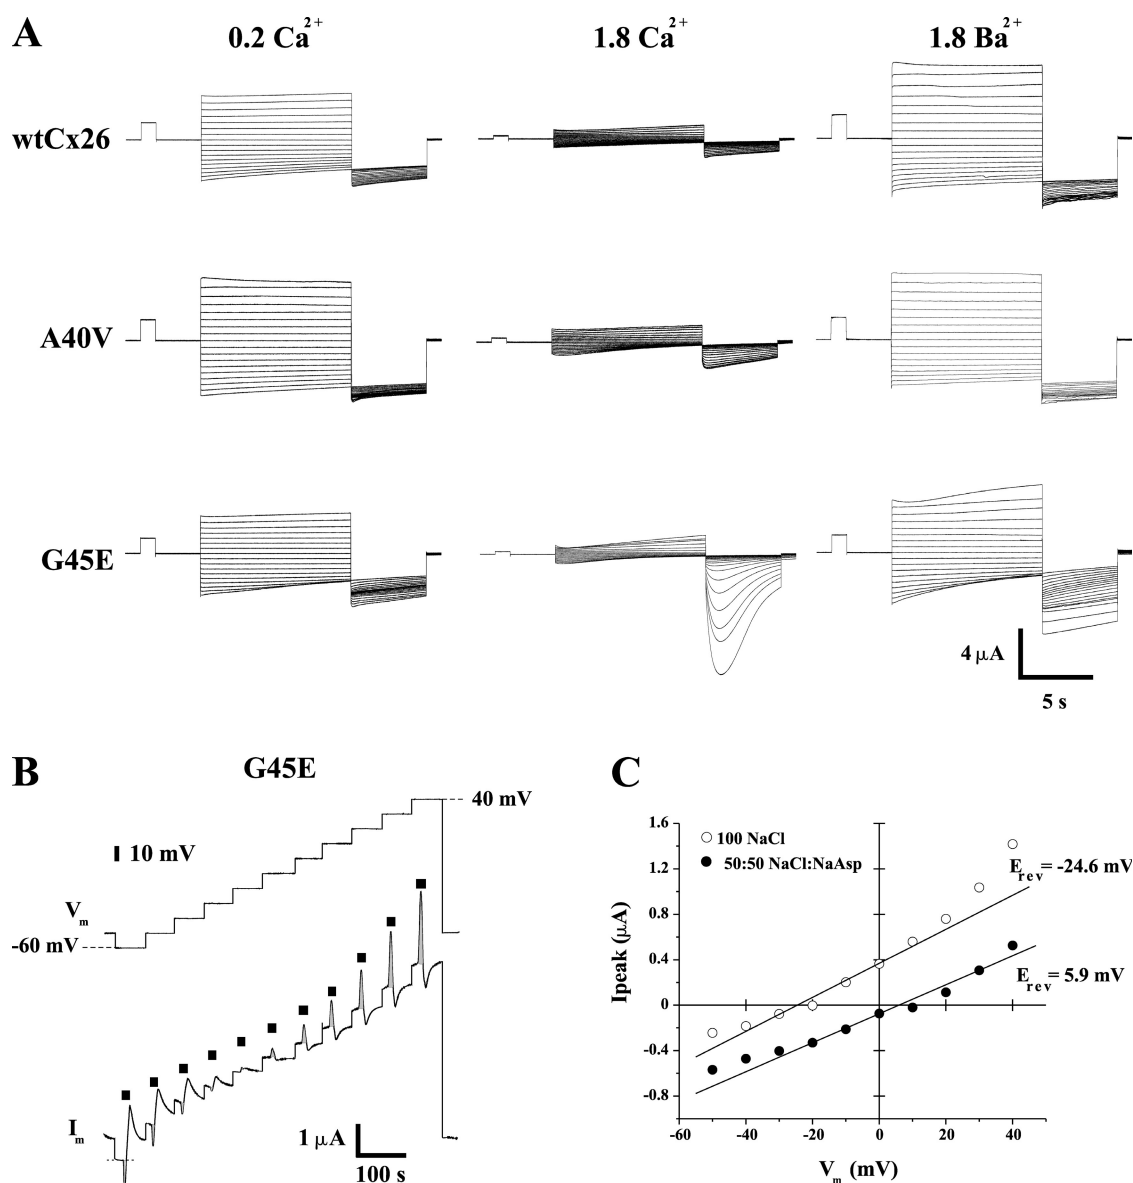 A
0.2 Ca²⁺ 1.8 Ca²⁺ 1.8 Ba²⁺
wtCx26
A40V
G45E
4 μA
5 s
B
G45E
40 mV
10 mV
Vₘ
-60 mV
Iₘ
1 μA
100 s
C
1.6
1.2
0.8
0.4
0
-0.4
-0.8
Ipeak (μA)
100 NaCl
50:50 NaCl:NaAsp
E_rev = -24.6 mV
E_rev = 5.9 mV
-60 -40 -20 0 20 40
Vₘ (mV)